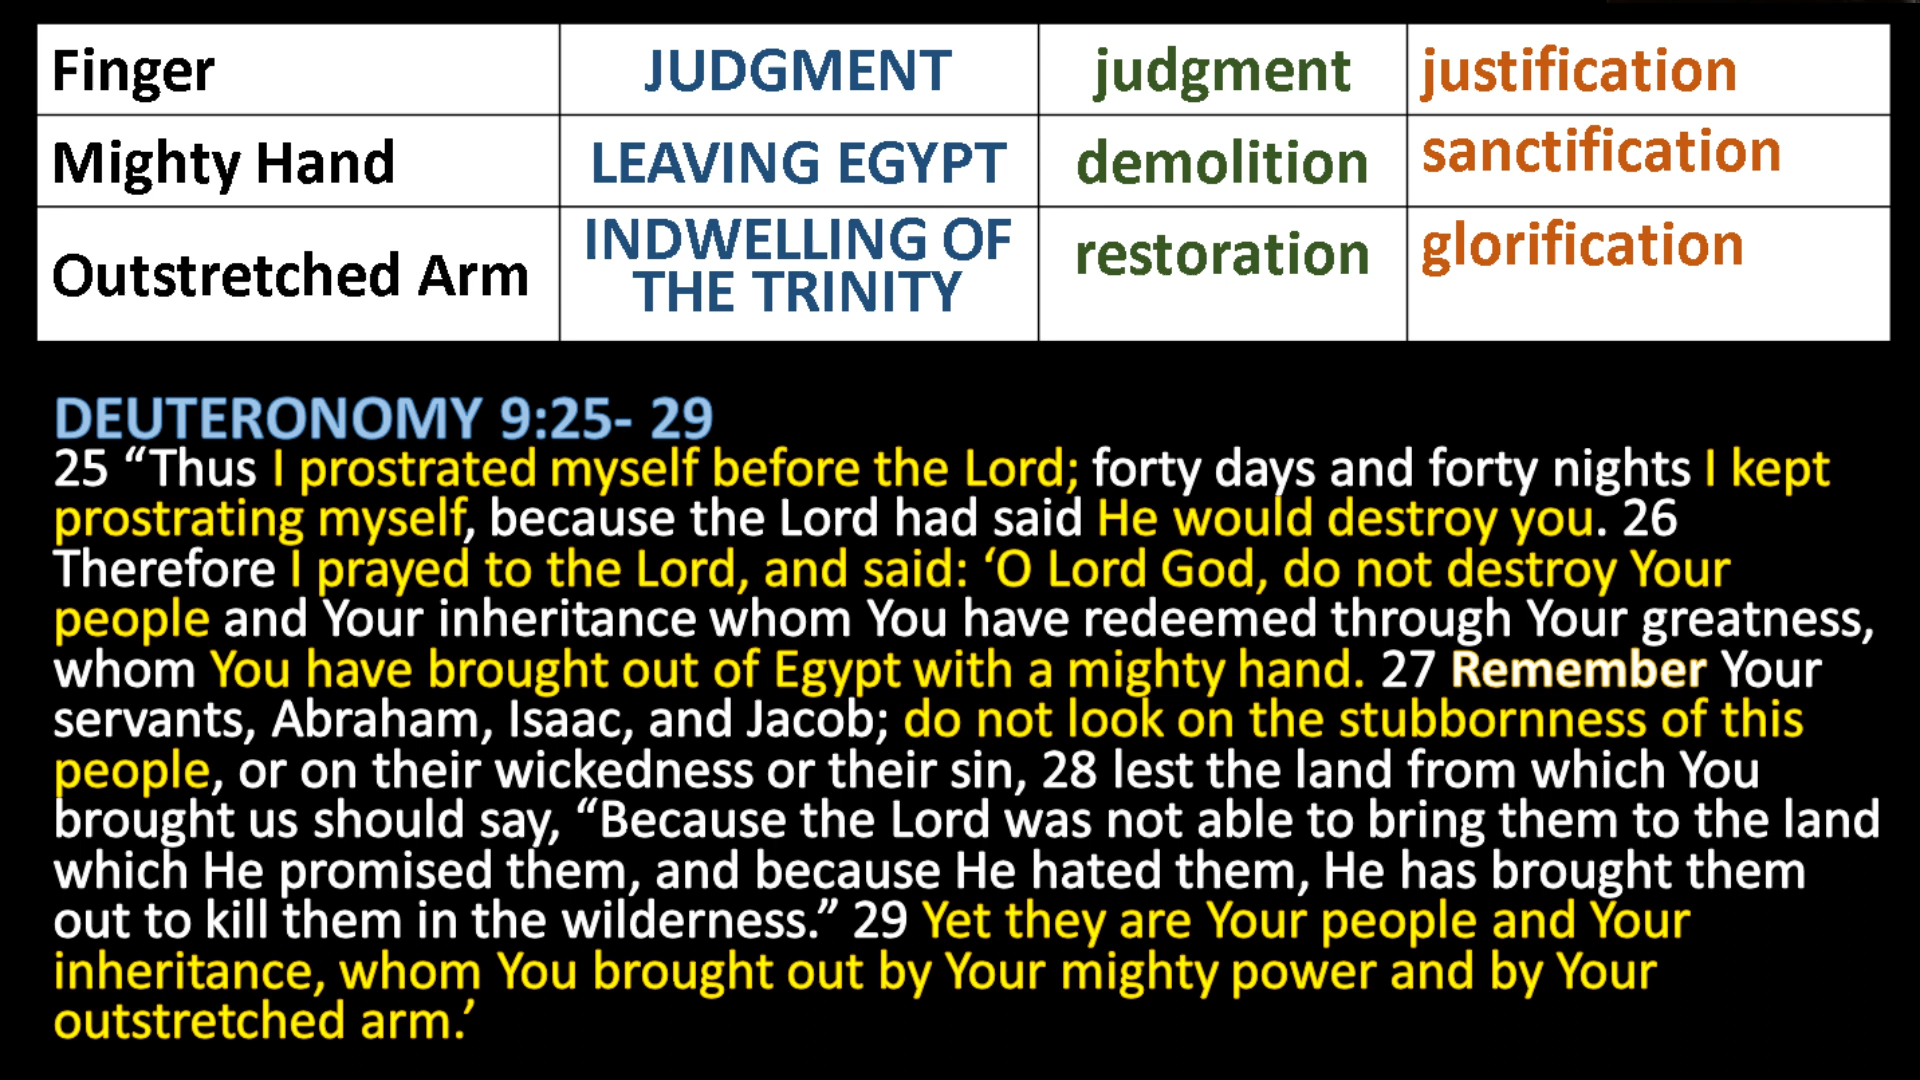 Finger JUDGMENT judgment justification
Mighty Hand LEAVING EGYPT demolition sanctification
Outstretched Arm INDWELLING OF THE TRINITY restoration glorification
DEUTERONOMY 9:25- 29
25 “Thus I prostrated myself before the Lord; forty days and forty nights I kept
prostrating myself, because the Lord had said He would destroy you. 26
Therefore I prayed to the Lord, and said: ‘O Lord God, do not destroy Your
people and Your inheritance whom You have redeemed through Your greatness,
whom You have brought out of Egypt with a mighty hand. 27 Remember Your
servants, Abraham, Isaac, and Jacob; do not look on the stubbornness of this
people, or on their wickedness or their sin, 28 lest the land from which You
brought us should say, “Because the Lord was not able to bring them to the land
which He promised them, and because He hated them, He has brought them
out to kill them in the wilderness.” 29 Yet they are Your people and Your
inheritance, whom You brought out by Your mighty power and by Your
outstretched arm.’